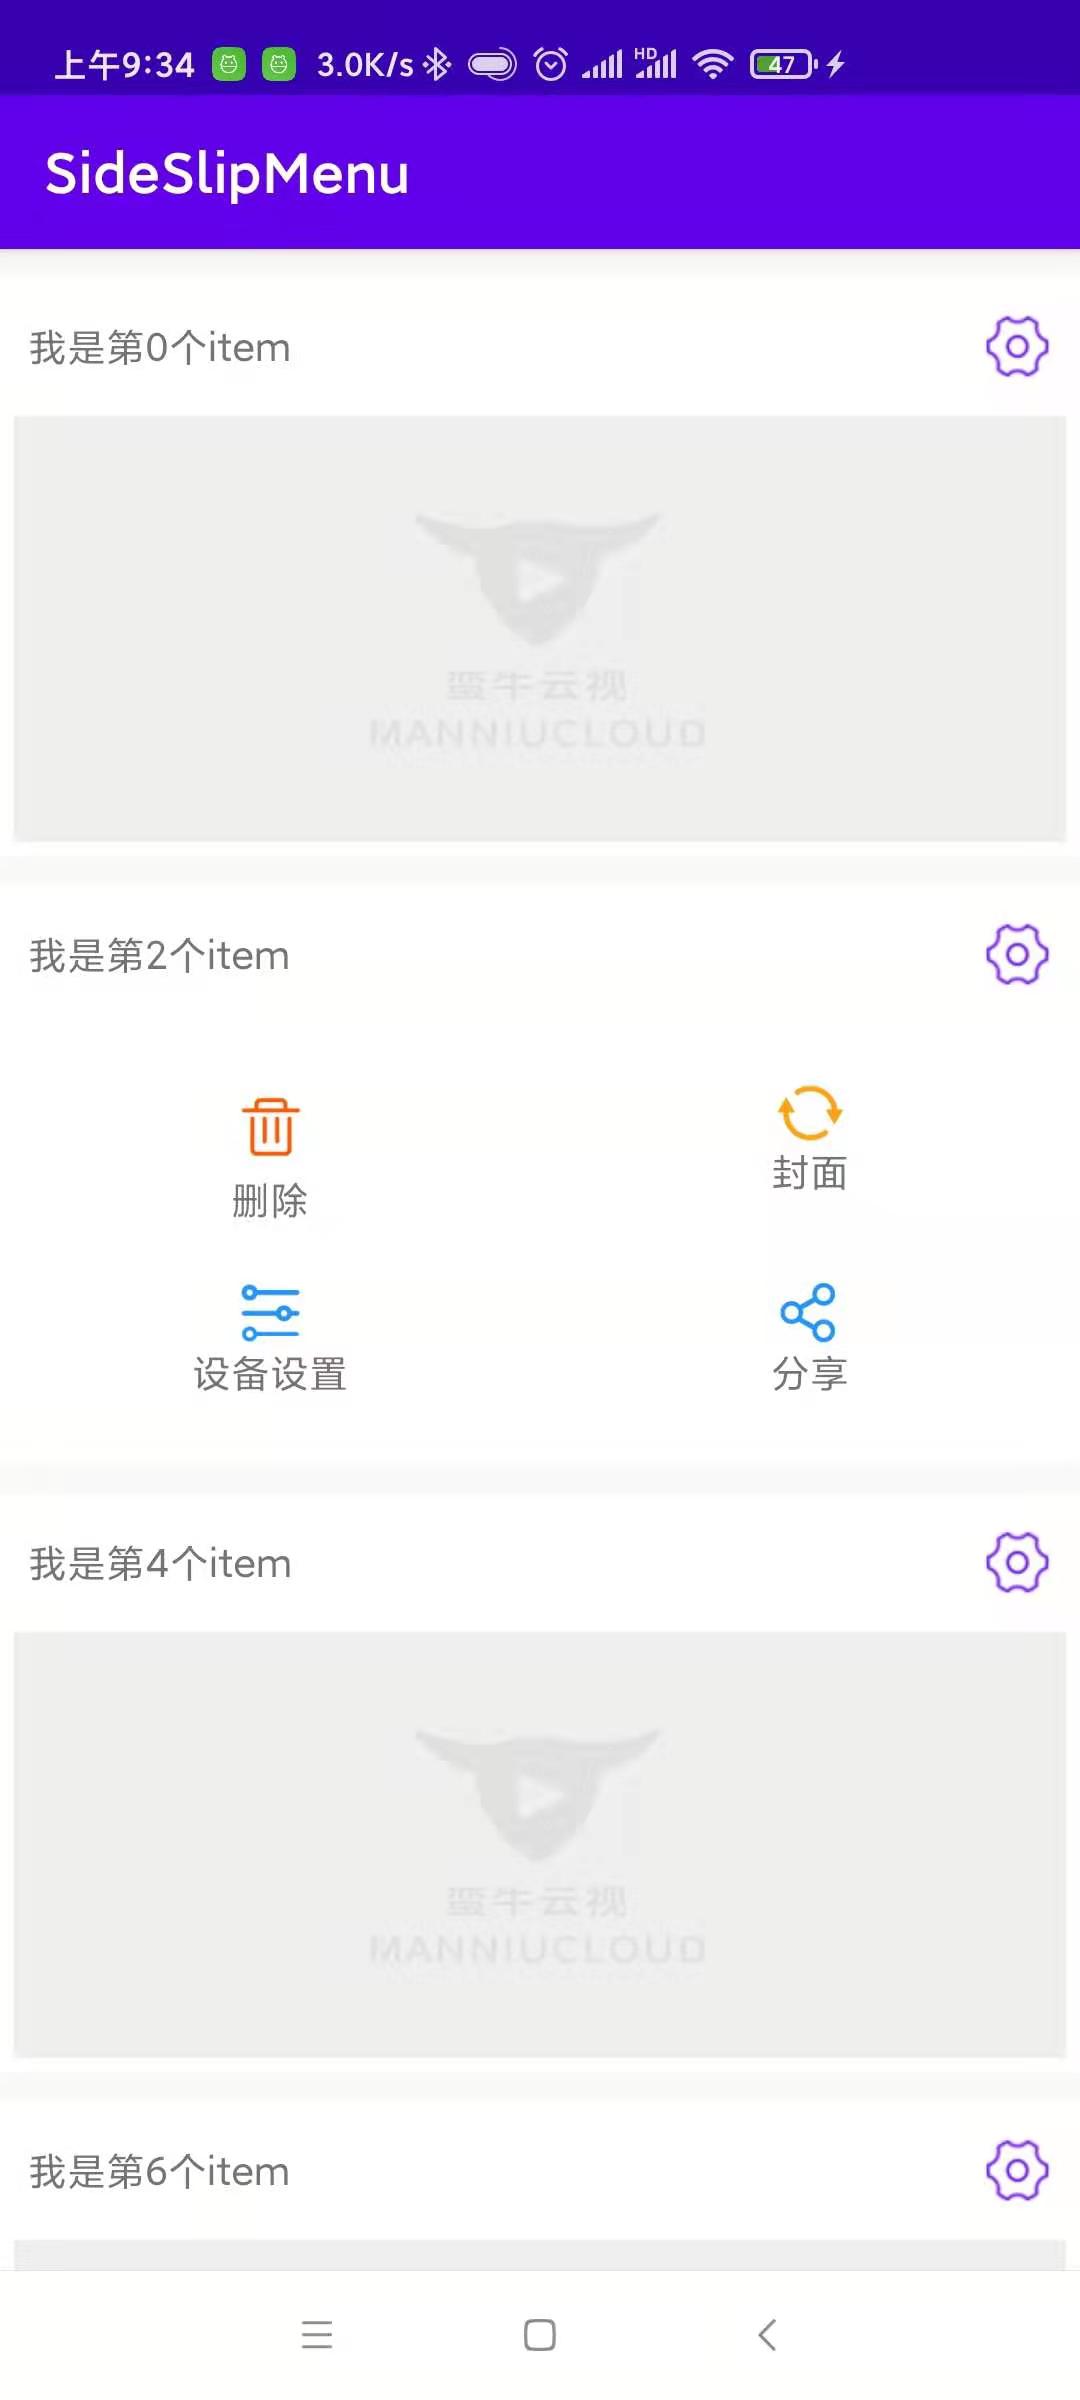 上午9:34 3.0K/s HD 47
SideSlipMenu
我是第0个item
蛮牛云视
MANNIUCLOUD
我是第2个item
删除
封面
设备设置
分享
我是第4个item
蛮牛云视
MANNIUCLOUD
我是第6个item